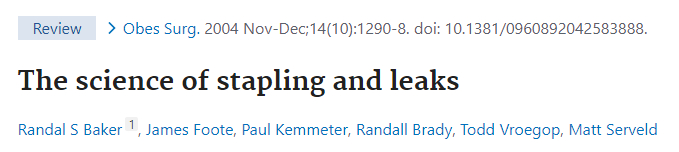 Review > Obes Surg. 2004 Nov-Dec;14(10):1290-8. doi: 10.1381/0960892042583888.
The science of stapling and leaks
Randal S Baker 1, James Foote, Paul Kemmeter, Randall Brady, Todd Vroegop, Matt Serveld